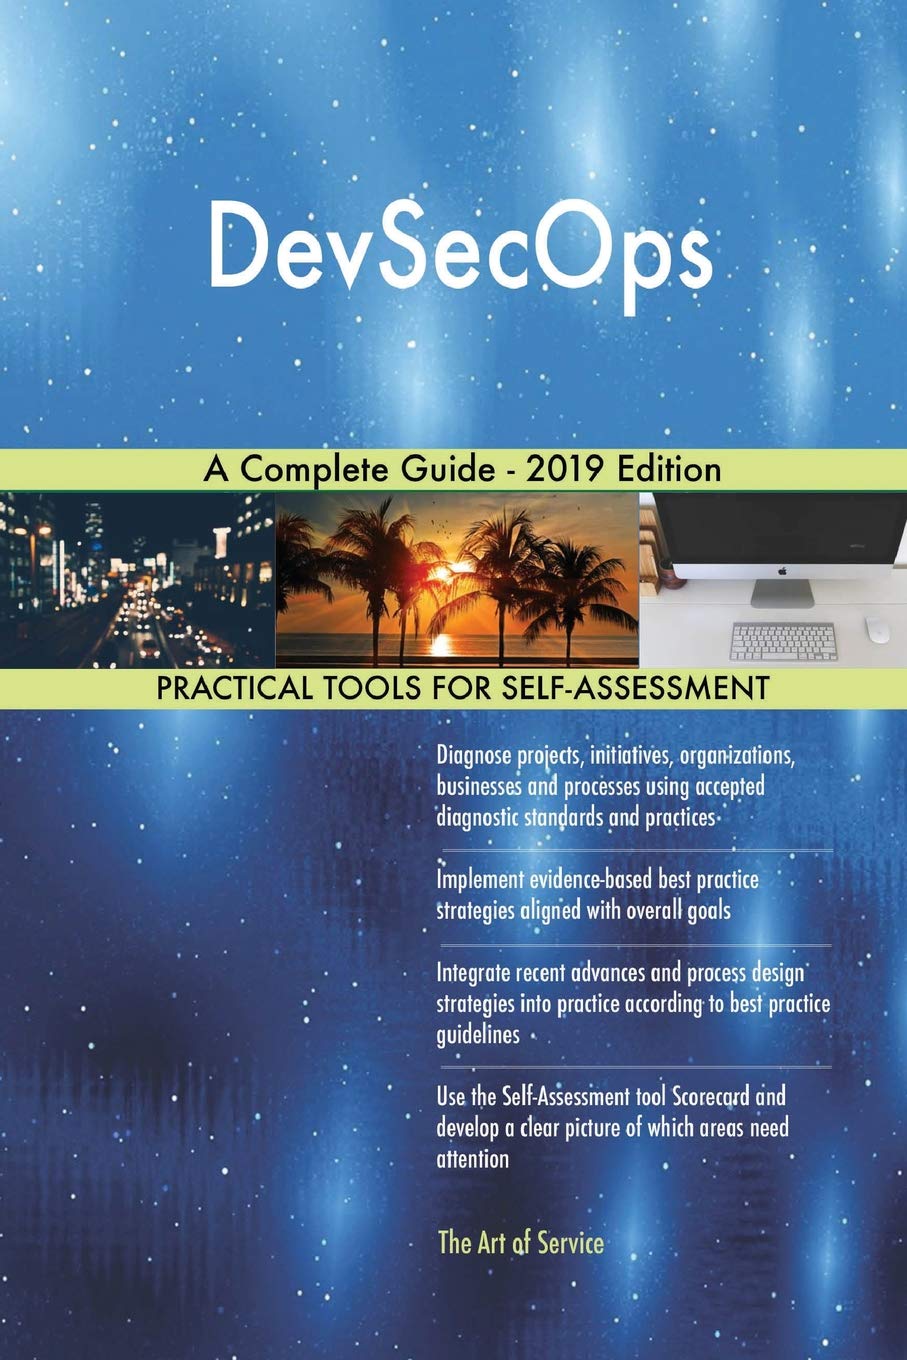 DevSecOps
A Complete Guide - 2019 Edition
PRACTICAL TOOLS FOR SELF-ASSESSMENT
Diagnose projects, initiatives, organizations,
businesses and processes using accepted
diagnostic standards and practices
Implement evidence-based best practice
strategies aligned with overall goals
Integrate recent advances and process design
strategies into practice according to best practice
guidelines
Use the Self-Assessment tool Scorecard and
develop a clear picture of which areas need
attention
The Art of Service